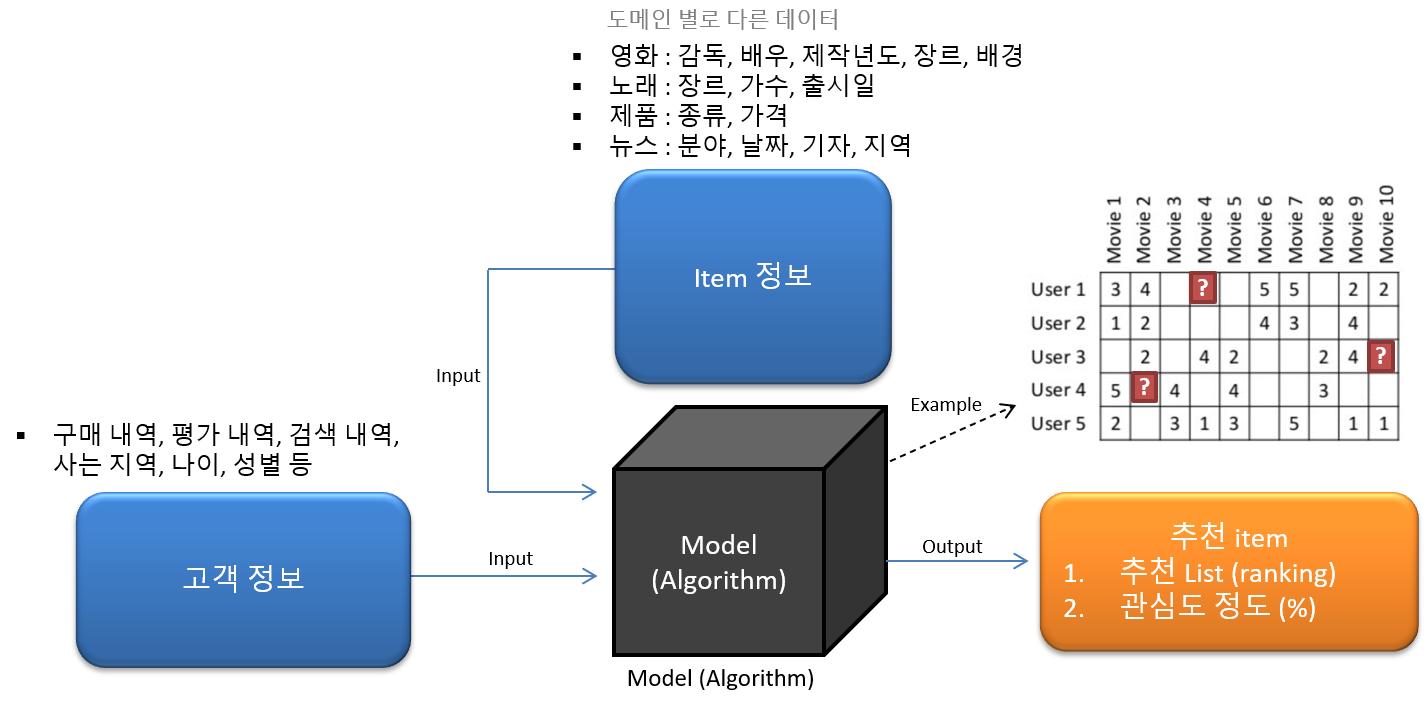 도메인 별로 다른 데이터
▪ 영화 : 감독, 배우, 제작년도, 장르, 배경
▪ 노래 : 장르, 가수, 출시일
▪ 제품 : 종류, 가격
▪ 뉴스 : 분야, 날짜, 기자, 지역
Item 정보
Input
▪ 구매 내역, 평가 내역, 검색 내역,
사는 지역, 나이, 성별 등
고객 정보
Input
Model
(Algorithm)
Model (Algorithm)
Example
Movie 1 Movie 2 Movie 3 Movie 4 Movie 5 Movie 6 Movie 7 Movie 8 Movie 9 Movie 10
User 1 3 4 ? 5 5 2 2
User 2 1 2 4 3 4
User 3 2 4 2 2 4 ?
User 4 5 ? 4 4 3
User 5 2 3 1 3 5 1 1
Output
추천 item
1. 추천 List (ranking)
2. 관심도 정도 (%)